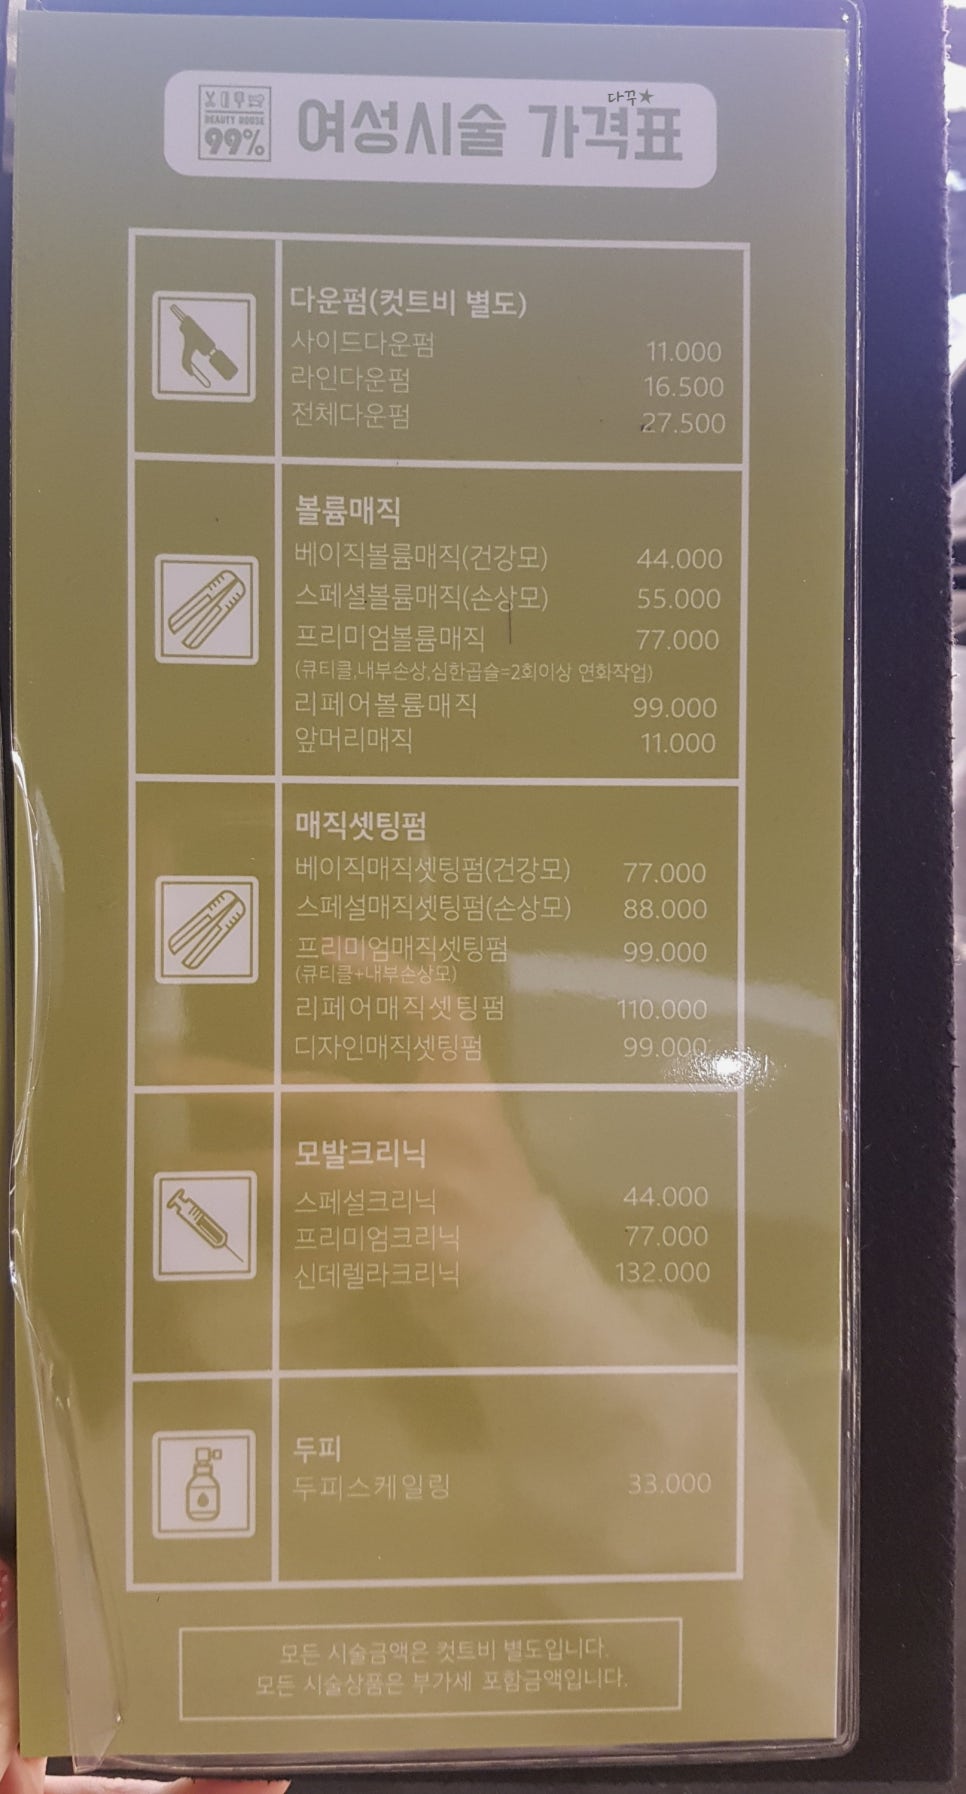 BEAUTY HOUSE
99%
여성시술 가격표
다꾸★
다운펌(컷트비 별도)
사이드다운펌 11.000
라인다운펌 16.500
전체다운펌 27.500
볼륨매직
베이직볼륨매직(건강모) 44.000
스페셜볼륨매직(손상모) 55.000
프리미엄볼륨매직 77.000
(큐티클,내부손상,심한곱슬=2회이상 연화작업)
리페어볼륨매직 99.000
앞머리매직 11.000
매직셋팅펌
베이직매직셋팅펌(건강모) 77.000
스페설매직셋팅펌(손상모) 88.000
프리미엄매직셋팅펌 99.000
(큐티클+내부손상모)
리페어매직셋팅펌 110.000
디자인매직셋팅펌 99.000
모발크리닉
스페설크리닉 44.000
프리미엄크리닉 77.000
신데렐라크리닉 132.000
두피
두피스케일링 33.000
모든 시술금액은 컷트비 별도입니다.
모든 시술상품은 부가세 포함금액입니다.